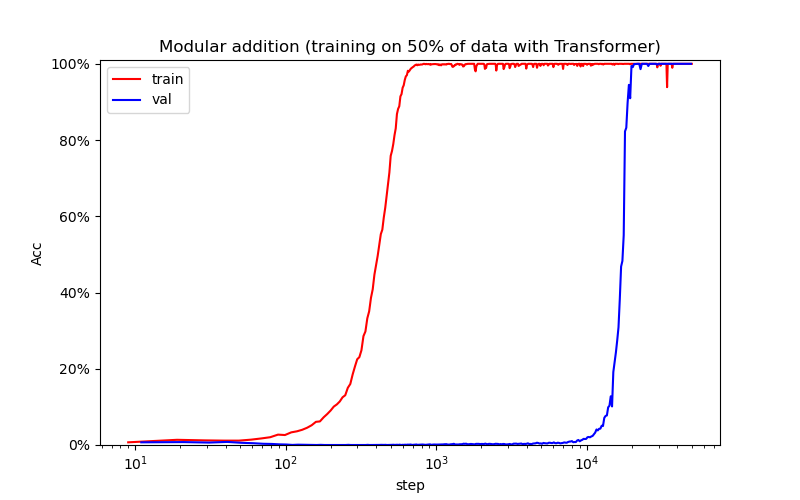 Modular addition (training on 50% of data with Transformer)
100%
80%
60%
40%
20%
0%
Acc
train
val
10¹
10²
10³
10⁴
step